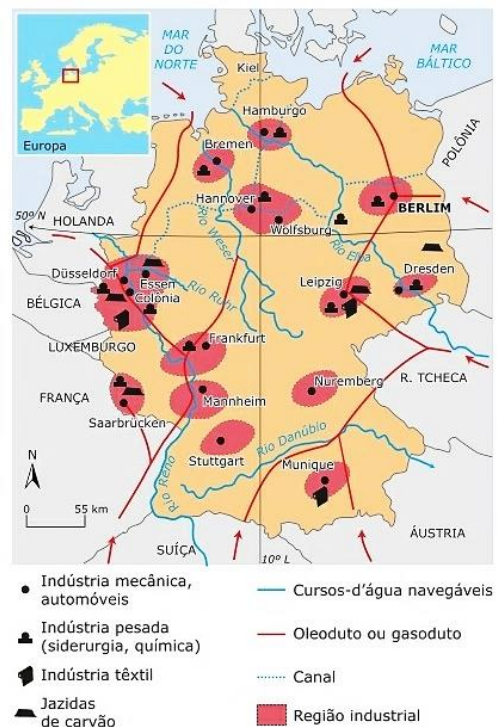 Europa
MAR
DO
NORTE
MAR
BÁLTICO
Kiel
Hamburgo
Bremen
POLÔNIA
Hannover
BERLIM
Wolfsburg
50º N
HOLANDA
Rio Weser
Rio Elba
Düsseldorf
Essen
Colônia
Rio Ruhr
Leipzig
Dresden
BÉLGICA
LUXEMBURGO
Frankfurt
FRANÇA
Mannheim
Nuremberg
R. TCHECA
Saarbrücken
Stuttgart
Rio Danúbio
Munique
Rio Reno
N
0 55 km
SUÍÇA
10º L
ÁUSTRIA
Indústria mecânica,
automóveis
Indústria pesada
(siderurgia, química)
Indústria têxtil
Jazidas
de carvão
Cursos-d’água navegáveis
Oleoduto ou gasoduto
Canal
Região industrial